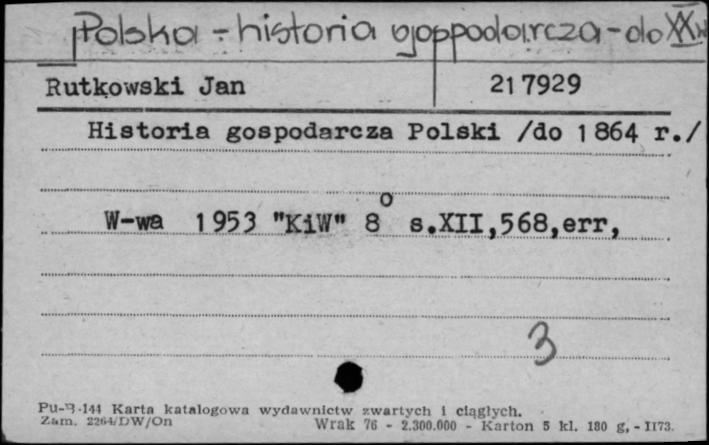 Polska - historia gospodarcza - do XX w
Rutkowski Jan 217929
Historia gospodarcza Polski /do 1864 r./
W-wa 1953 "KiW" 8° s.XII,568,err,
3
Pu-B-144 Karta katalogowa wydawnictw zwartych i ciągłych.
Zam. 2264/DW/On Wrak 76 - 2.300.000 - Karton 5 kl. 180 g, - II73.